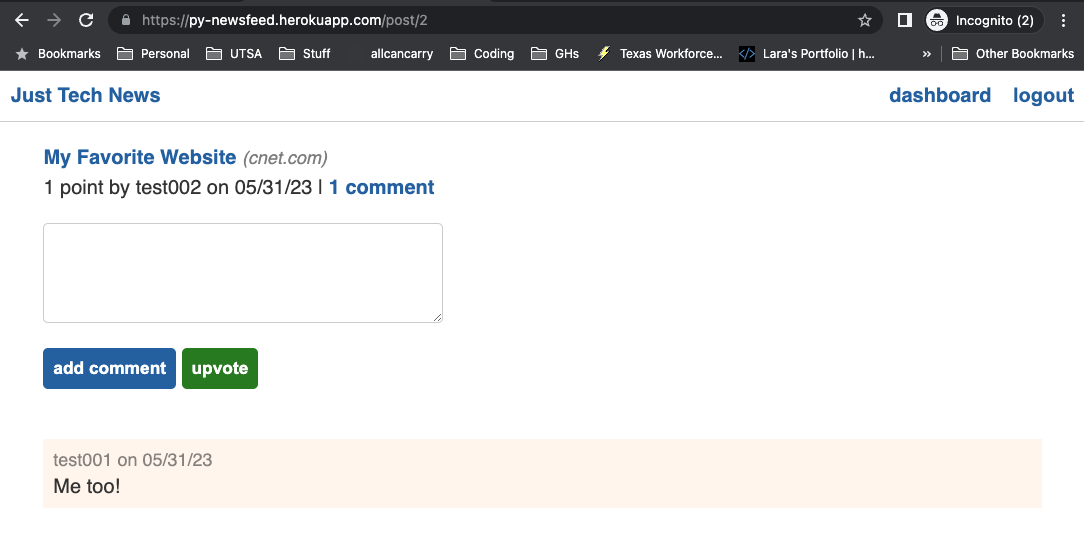 https://py-newsfeed.herokuapp.com/post/2 Incognito (2)
Bookmarks Personal UTSA Stuff allcancarry Coding GHs Texas Workforce... Lara's Portfolio | h... » Other Bookmarks
Just Tech News dashboard logout
My Favorite Website (cnet.com)
1 point by test002 on 05/31/23 | 1 comment
add comment upvote
test001 on 05/31/23
Me too!